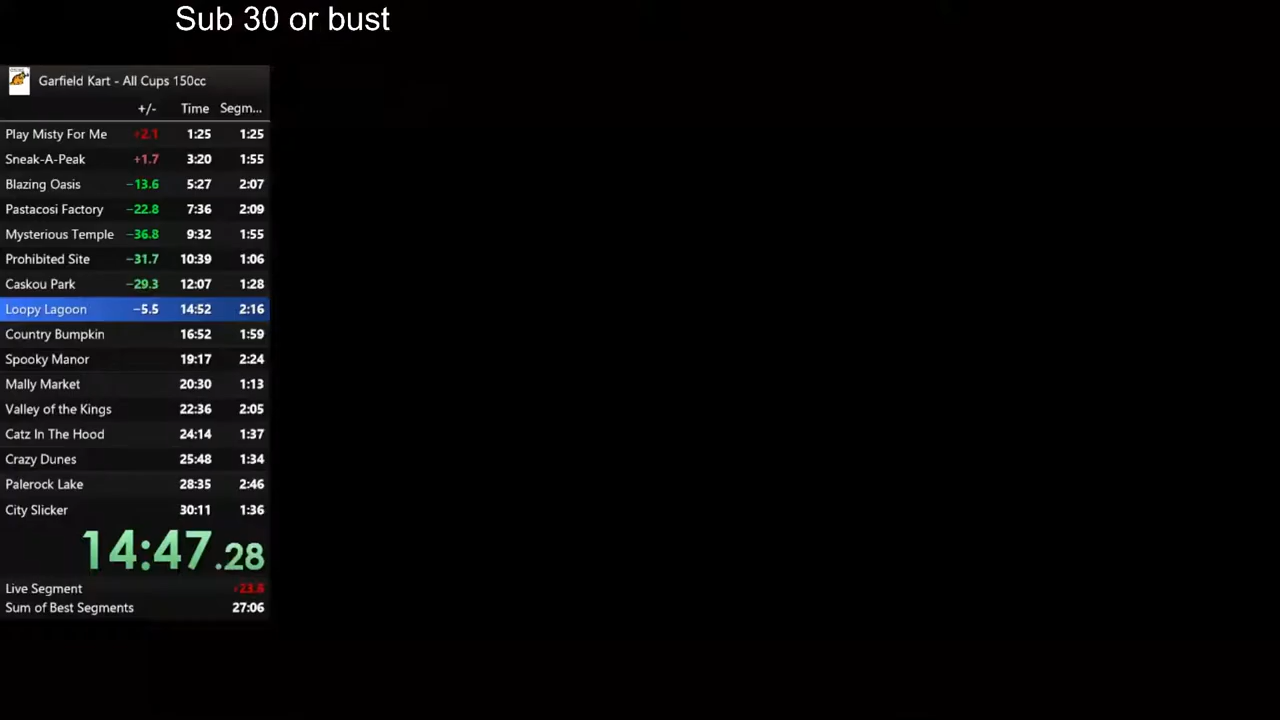 Sub 30 or bust
Garfield Kart - All Cups 150cc
+/- Time Segm...
Play Misty For Me +2.1 1:25 1:25
Sneak-A-Peak +1.7 3:20 1:55
Blazing Oasis −13.6 5:27 2:07
Pastacosi Factory −22.8 7:36 2:09
Mysterious Temple −36.8 9:32 1:55
Prohibited Site −31.7 10:39 1:06
Caskou Park −29.3 12:07 1:28
Loopy Lagoon −5.5 14:52 2:16
Country Bumpkin 16:52 1:59
Spooky Manor 19:17 2:24
Mally Market 20:30 1:13
Valley of the Kings 22:36 2:05
Catz In The Hood 24:14 1:37
Crazy Dunes 25:48 1:34
Palerock Lake 28:35 2:46
City Slicker 30:11 1:36
14:47.28
Live Segment +23.6
Sum of Best Segments 27:06